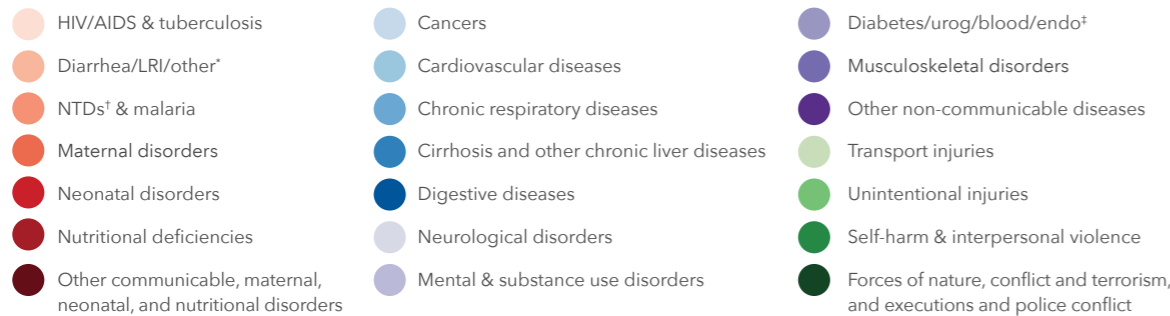 HIV/AIDS & tuberculosis
Diarrhea/LRI/other*
NTDs† & malaria
Maternal disorders
Neonatal disorders
Nutritional deficiencies
Other communicable, maternal,
neonatal, and nutritional disorders
Cancers
Cardiovascular diseases
Chronic respiratory diseases
Cirrhosis and other chronic liver diseases
Digestive diseases
Neurological disorders
Mental & substance use disorders
Diabetes/urog/blood/endo‡
Musculoskeletal disorders
Other non-communicable diseases
Transport injuries
Unintentional injuries
Self-harm & interpersonal violence
Forces of nature, conflict and terrorism,
and executions and police conflict